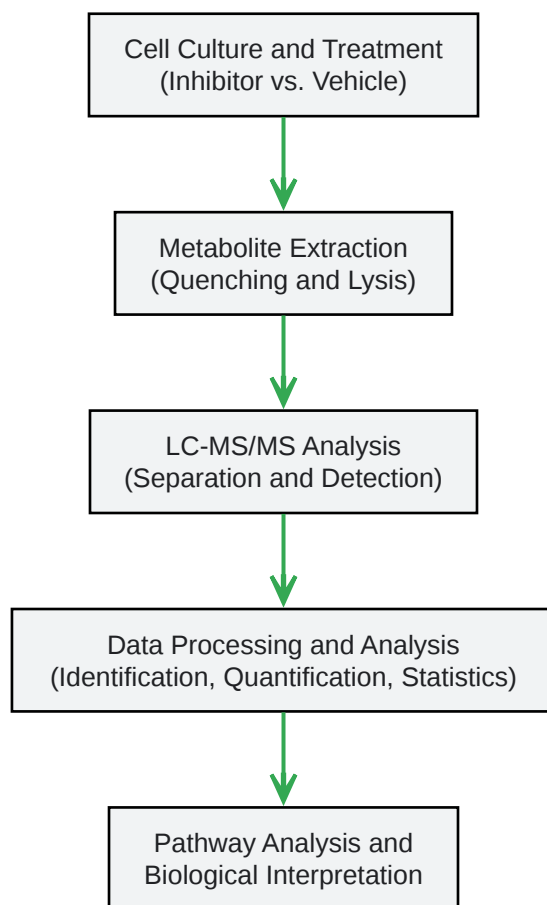 Cell Culture and Treatment
(Inhibitor vs. Vehicle)
Metabolite Extraction
(Quenching and Lysis)
LC-MS/MS Analysis
(Separation and Detection)
Data Processing and Analysis
(Identification, Quantification, Statistics)
Pathway Analysis and
Biological Interpretation